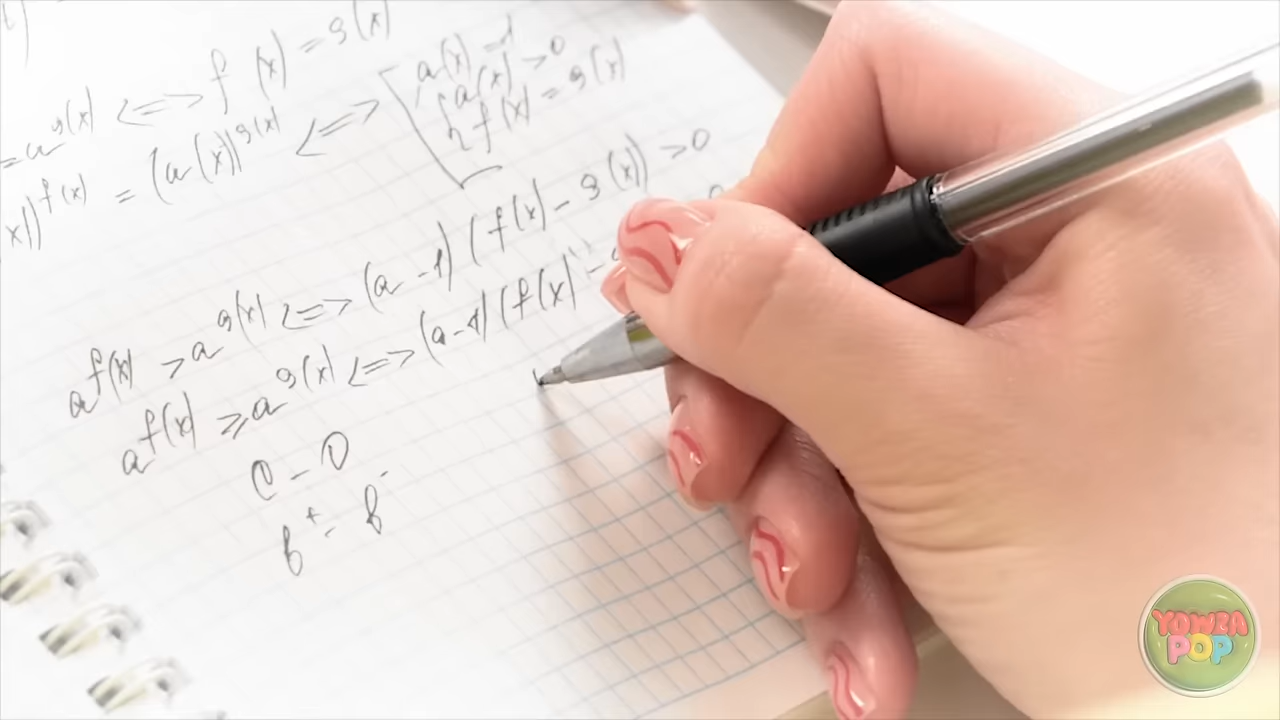 = a^g(x) <=> f(x) = g(x)
x))^f(x) = (a(x))^g(x) <=> [ a(x) = 1
{ a(x) > 0
f(x) = g(x)
a^f(x) > a^g(x) <=> (a - 1)(f(x) - g(x)) > 0
a^f(x) ⩾ a^g(x) <=> (a - 1)(f(x) -
C - D
b^+ - b^-
YOWZA
POP